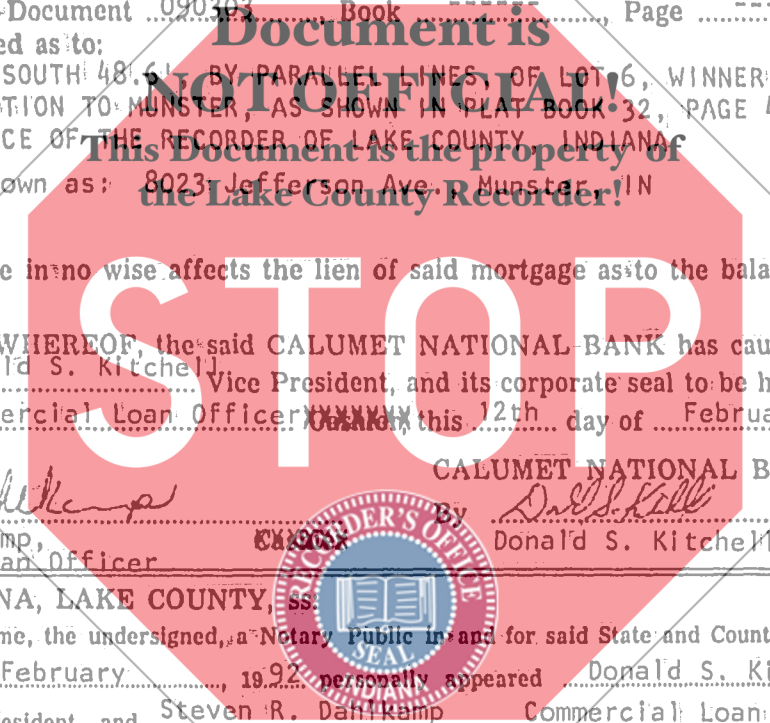 Document 090303 Book ------, Page
Document is
ed as to:
SOUTH 48.6', BY PARALLEL LINES, OF LOT 6, WINNER
NOT OFFICIAL!
TION TO MUNSTER, AS SHOWN IN PLAT BOOK 32, PAGE
CE OF THE RECORDER OF LAKE COUNTY, INDIANA
This Document is the property of
own as: 8023 Jefferson Ave., Munster, IN
the Lake County Recorder!
e in no wise affects the lien of said mortgage as to the bala
STOP
WHEREOF, the said CALUMET NATIONAL BANK has cau
ld S. Kitchell Vice President, and its corporate seal to be h
ercial Loan Officer XXXXXXX this 12th day of Februa
CALUMET NATIONAL B
By
mp, Donald S. Kitchell
an Officer
RECORDER'S OFFICE
SEAL
INDIANA
NA, LAKE COUNTY, ss:
me, the undersigned, a Notary Public in and for said State and Count
February, 1992 personally appeared Donald S. Ki
esident and Steven R. Dahlkamp Commercial Loan